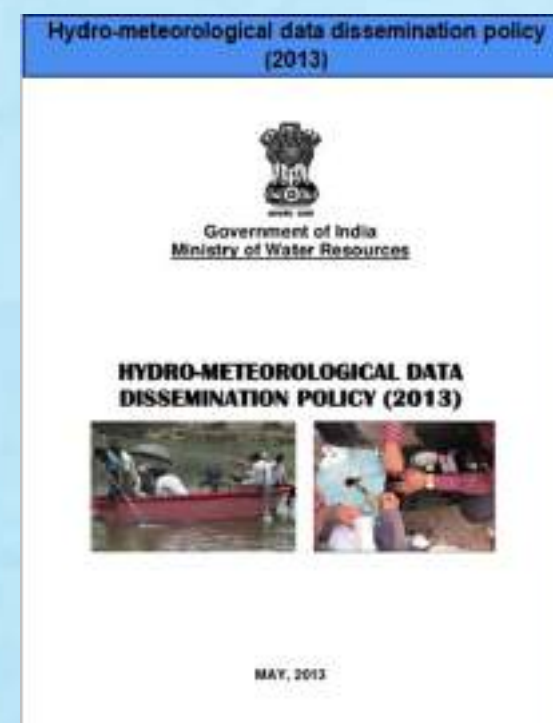 Hydro-meteorological data dissemination policy
(2013)
Government of India
Ministry of Water Resources
HYDRO-METEOROLOGICAL DATA
DISSEMINATION POLICY (2013)
MAY, 2013